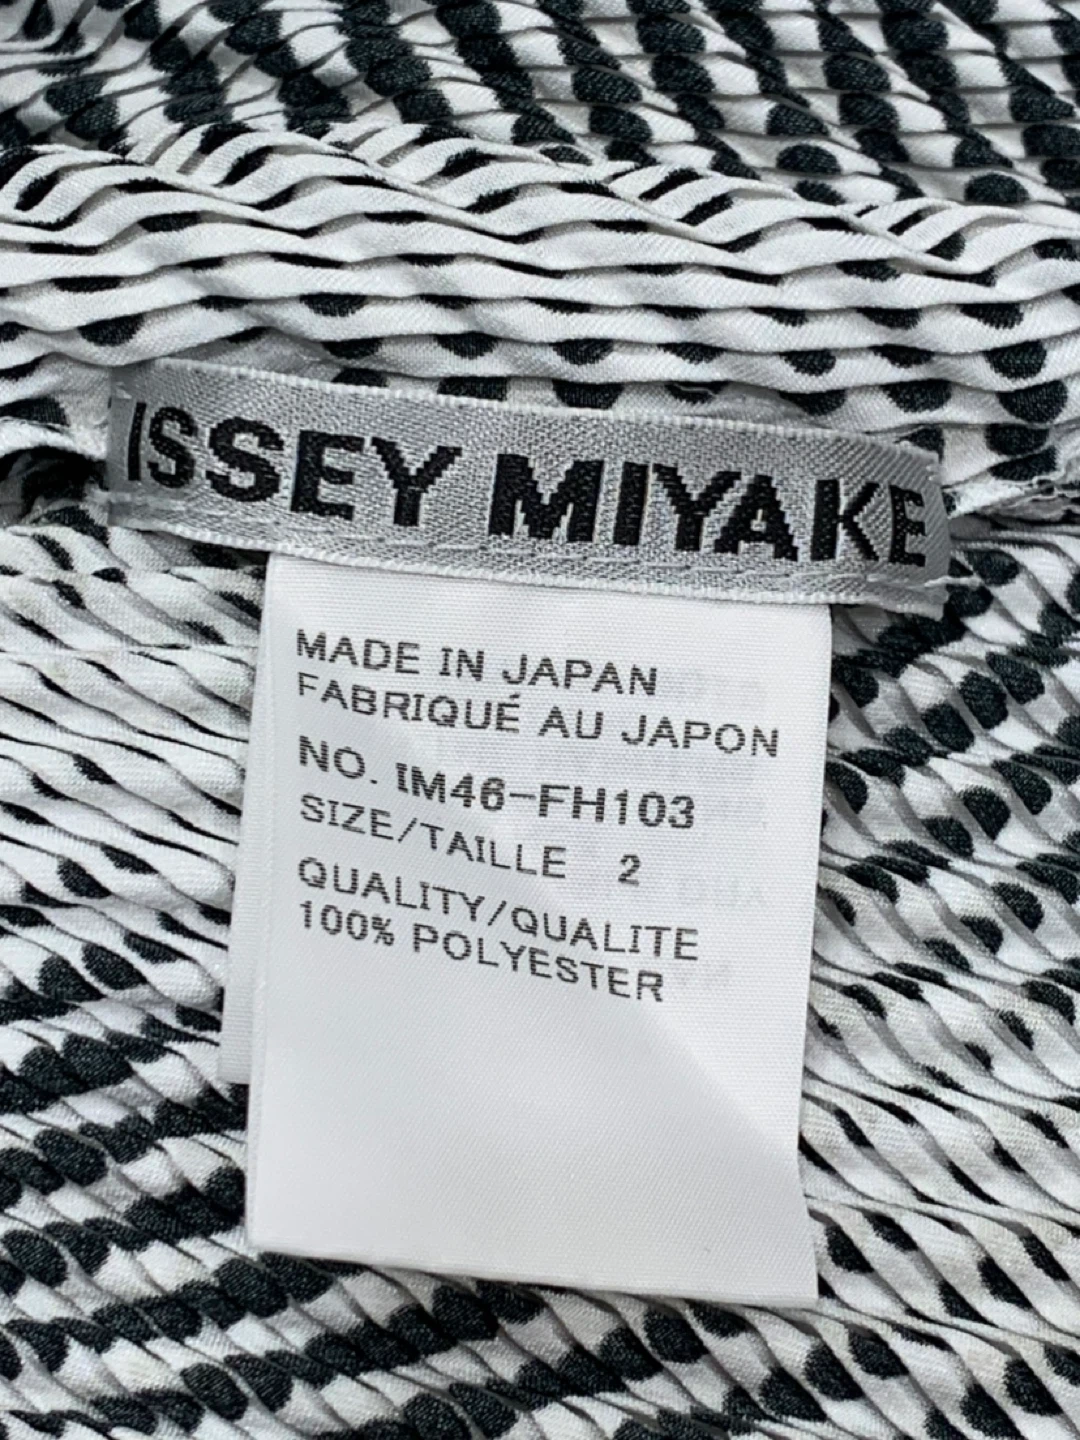 ISSEY MIYAKE
MADE IN JAPAN
FABRIQUÉ AU JAPON
NO. IM46-FH103
SIZE/TAILLE 2
QUALITY/QUALITE
100% POLYESTER